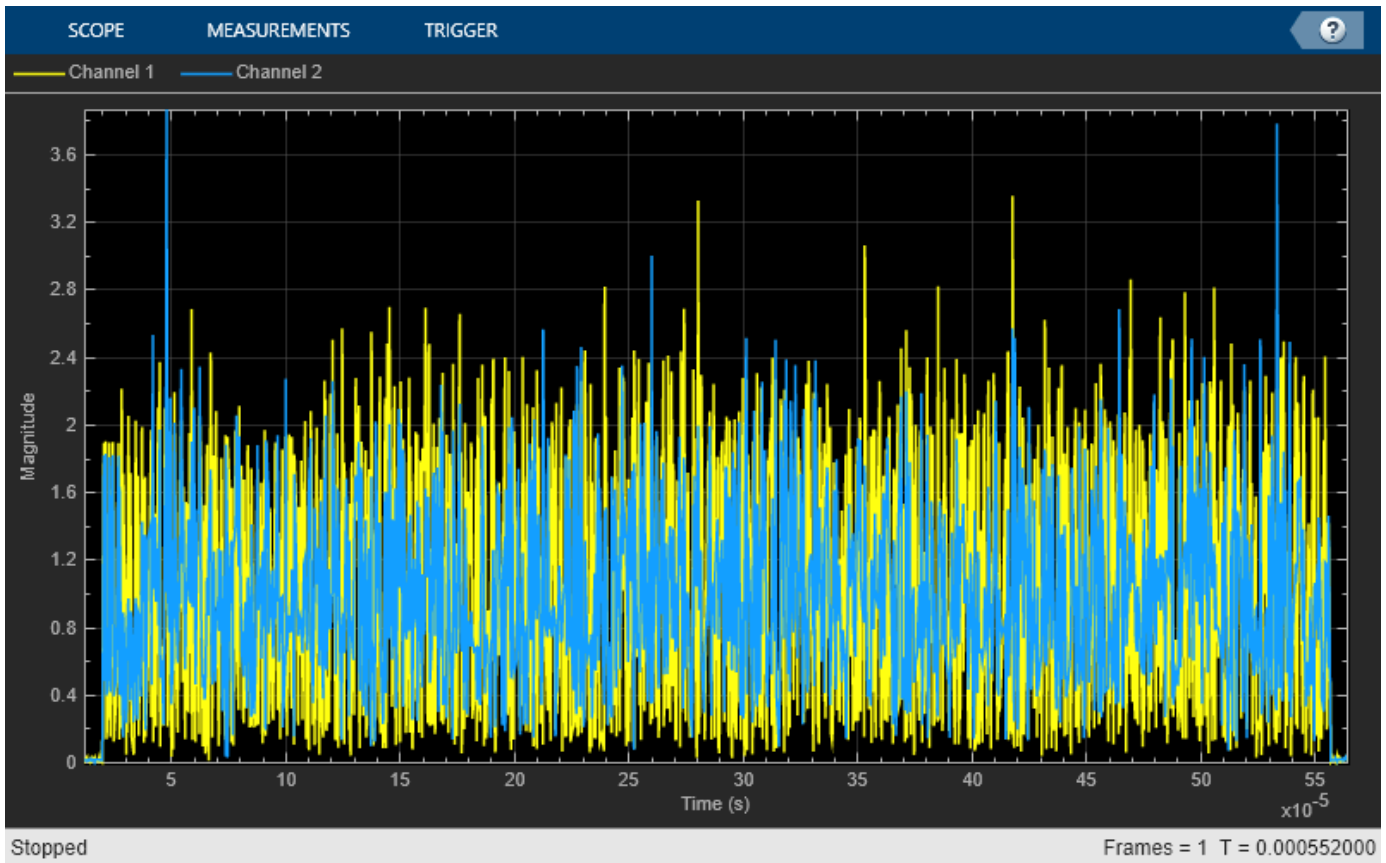 SCOPE MEASUREMENTS TRIGGER ?
Channel 1 Channel 2
3.6
3.2
2.8
2.4
2
1.6
1.2
0.8
0.4
0
Magnitude
5 10 15 20 25 30 35 40 45 50 55
Time (s)
x10-5
Stopped Frames = 1 T = 0.000552000